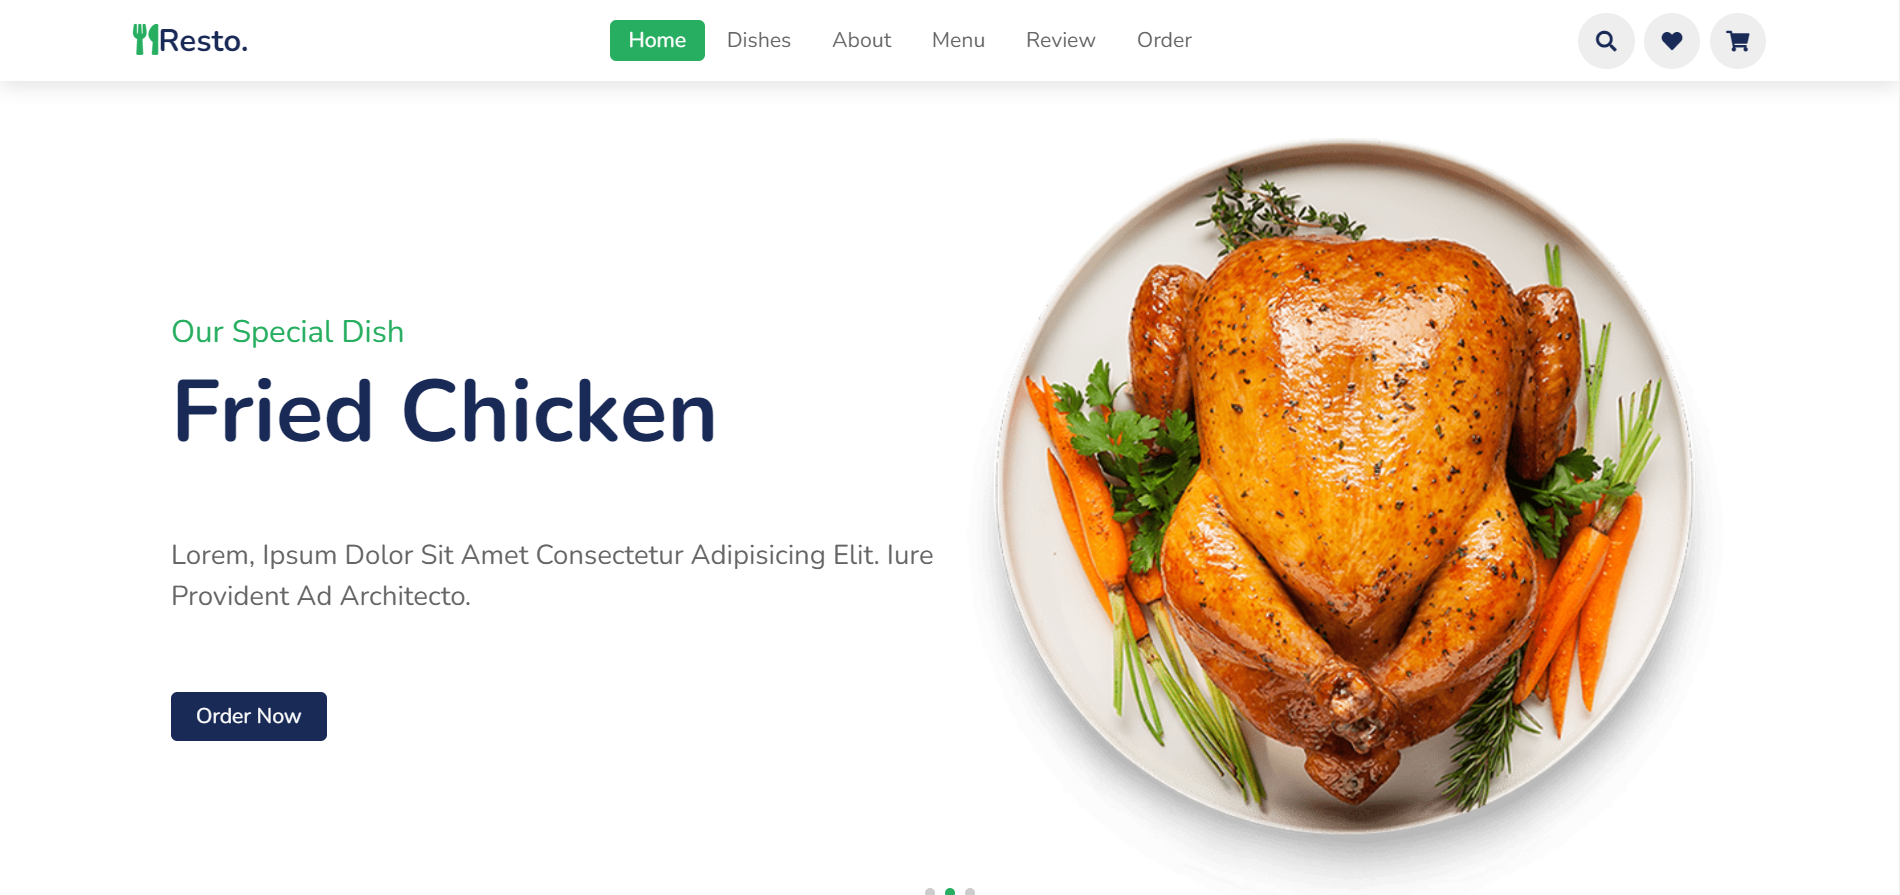 Resto.
Home Dishes About Menu Review Order
Our Special Dish
Fried Chicken
Lorem, Ipsum Dolor Sit Amet Consectetur Adipisicing Elit. Iure
Provident Ad Architecto.
Order Now